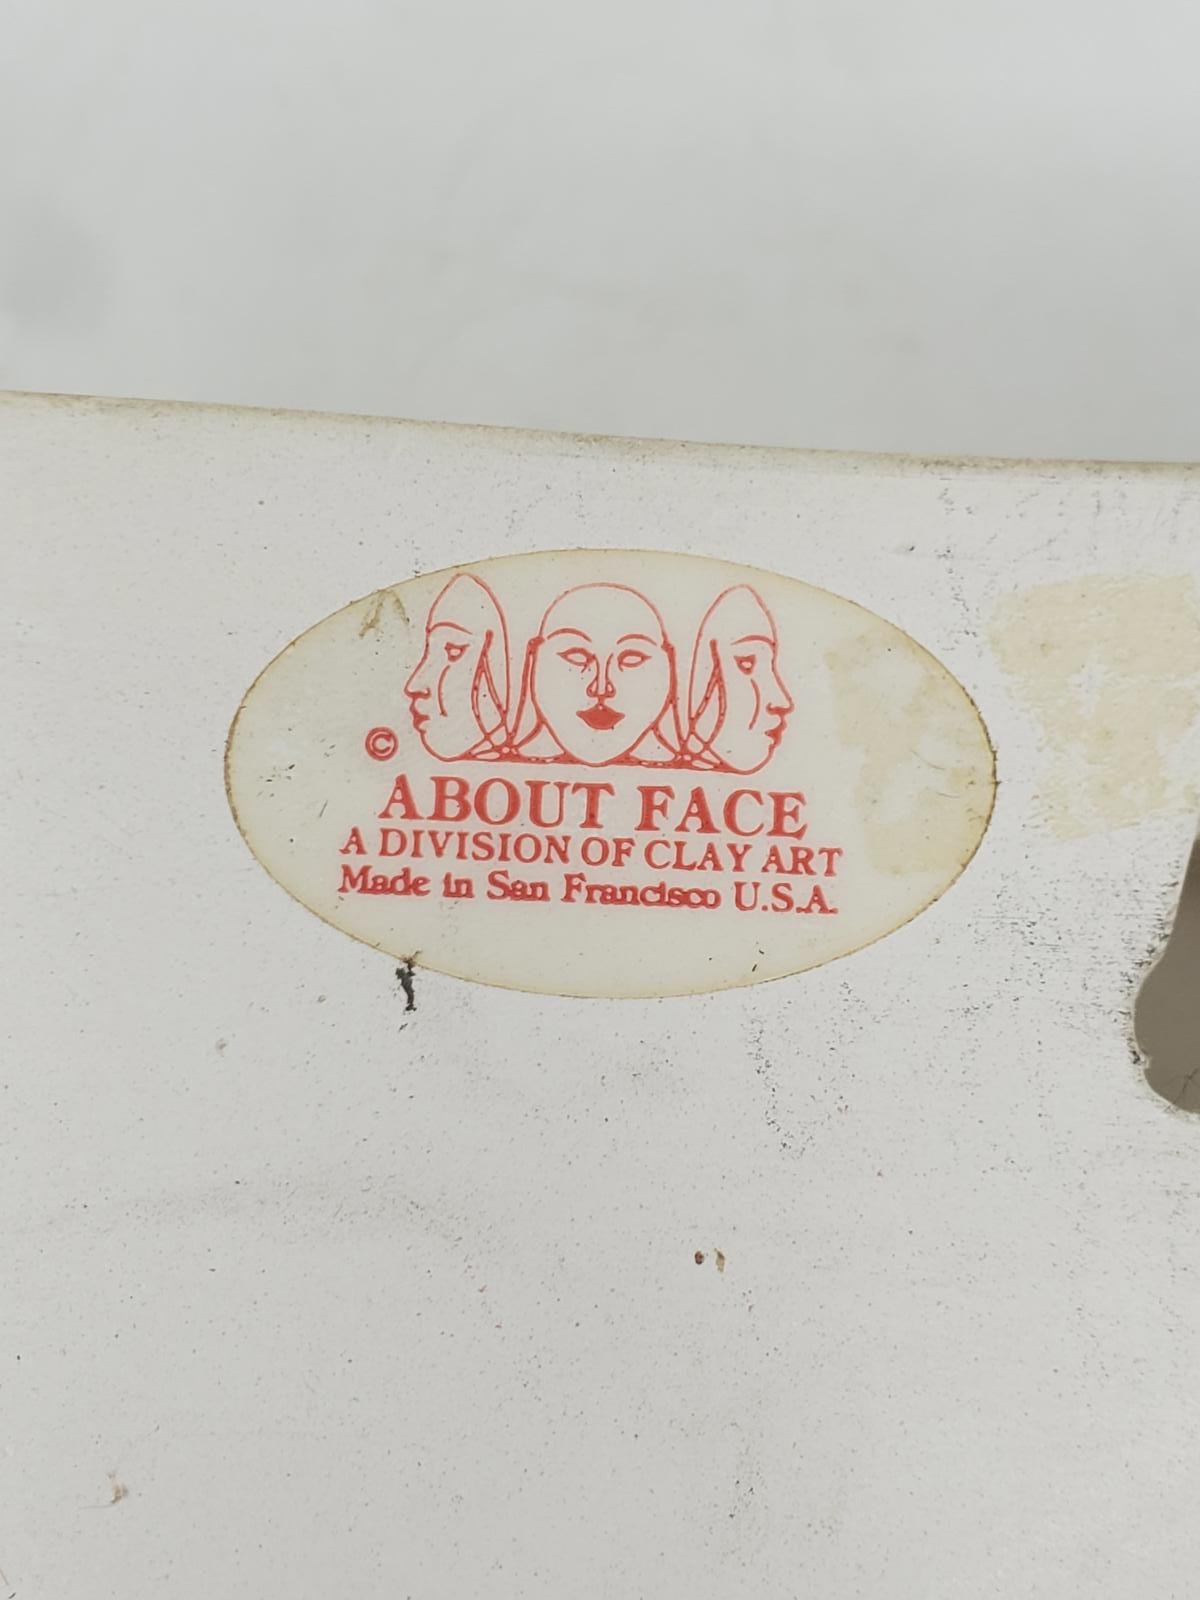 ©
ABOUT FACE
A DIVISION OF CLAY ART
Made in San Francisco U.S.A.